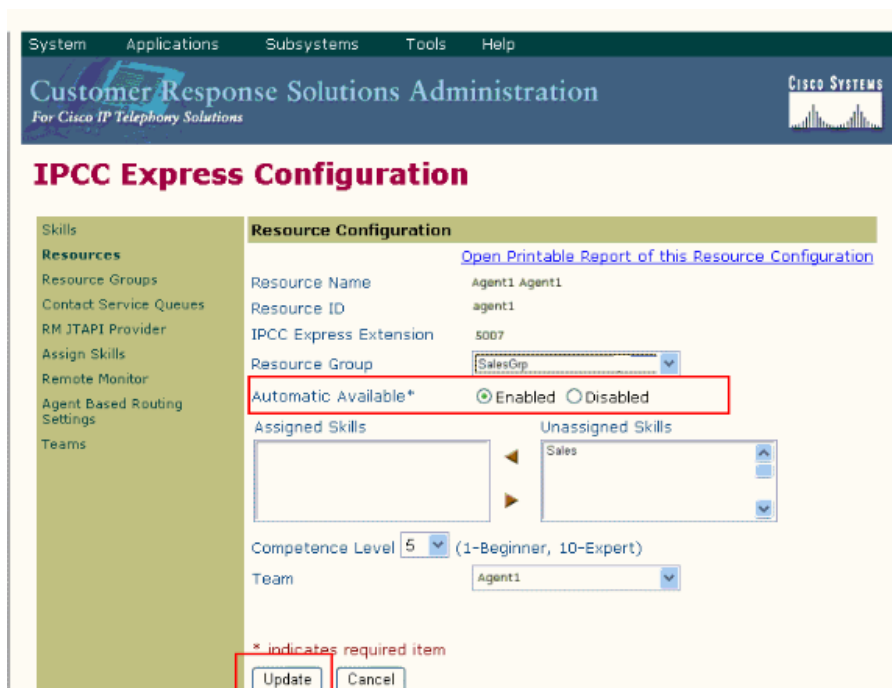 System Applications Subsystems Tools Help
Customer Response Solutions Administration
For Cisco IP Telephony Solutions
CISCO SYSTEMS
IPCC Express Configuration
Skills
Resources
Resource Groups
Contact Service Queues
RM JTAPI Provider
Assign Skills
Remote Monitor
Agent Based Routing
Settings
Teams
Resource Configuration
Open Printable Report of this Resource Configuration
Resource Name Agent1 Agent1
Resource ID agent1
IPCC Express Extension 5007
Resource Group SalesGrp
Automatic Available* Enabled Disabled
Assigned Skills Unassigned Skills
Sales
Competence Level 5 (1-Beginner, 10-Expert)
Team Agent1
* indicates required item
Update Cancel